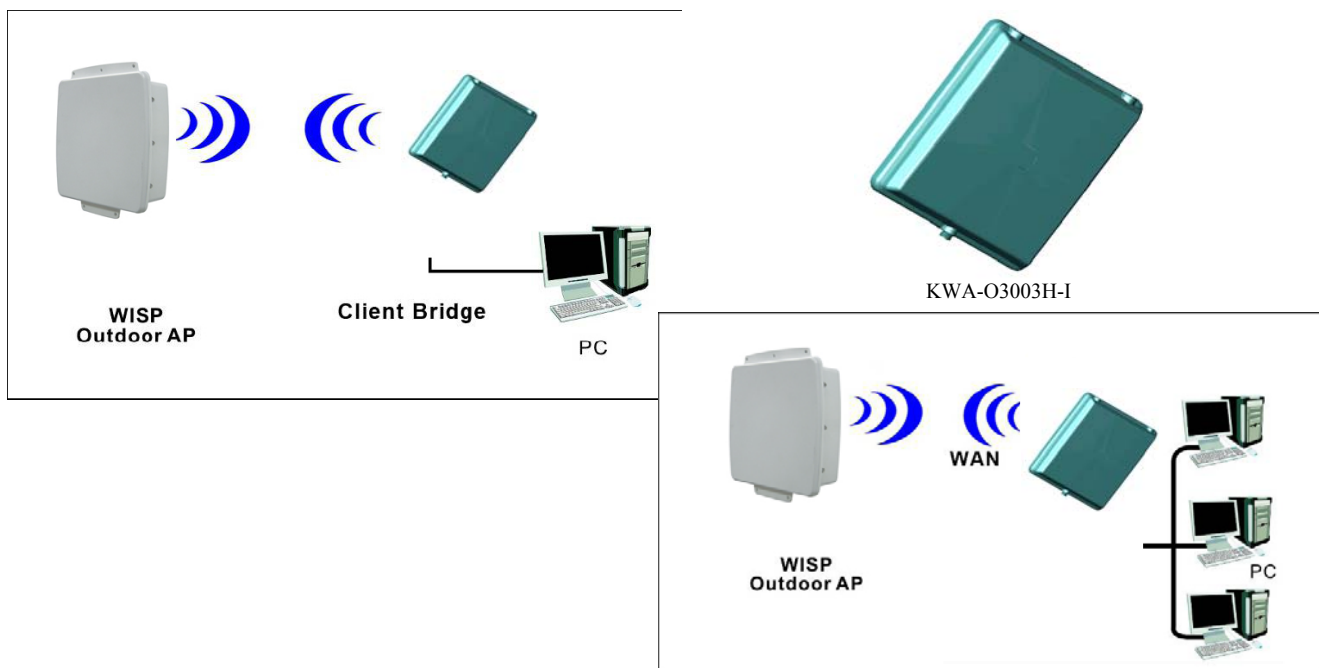 WISP
Outdoor AP
Client Bridge
PC
KWA-O3003H-I
WAN
WISP
Outdoor AP
PC